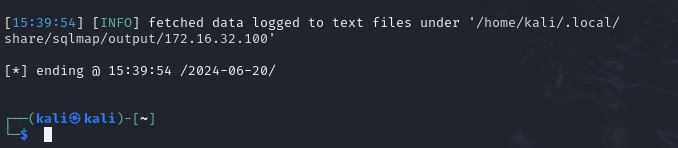 [15:39:54] [INFO] fetched data logged to text files under '/home/kali/.local/
share/sqlmap/output/172.16.32.100'
[*] ending @ 15:39:54 /2024-06-20/
┌──(kali㉿kali)-[~]
└─$